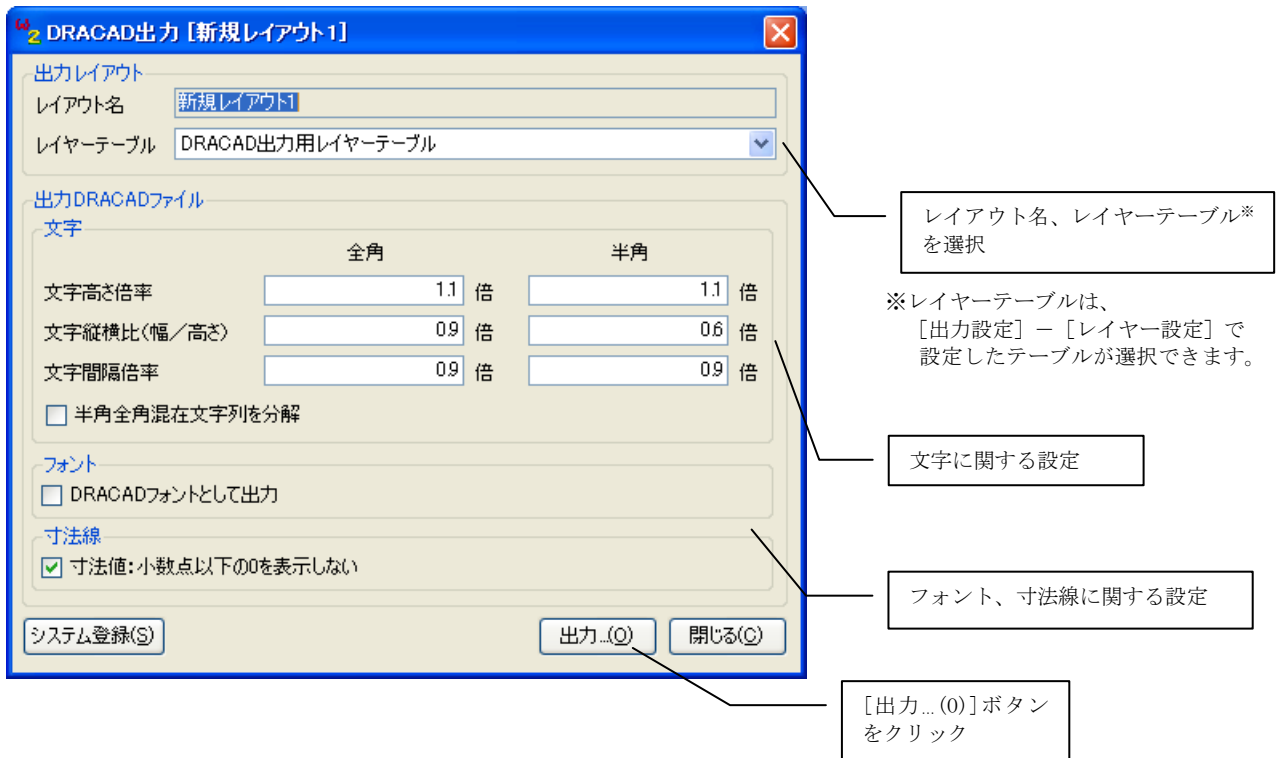 ω2 DRACAD出力 [新規レイアウト1]
出力レイアウト
レイアウト名 新規レイアウト1
レイヤーテーブル DRACAD出力用レイヤーテーブル
出力DRACADファイル
文字
全角 半角
文字高さ倍率 1.1 倍 1.1 倍
文字縦横比(幅／高さ) 0.9 倍 0.6 倍
文字間隔倍率 0.9 倍 0.9 倍
半角全角混在文字列を分解
フォント
DRACADフォントとして出力
寸法線
寸法値:小数点以下の0を表示しない
システム登録(S) 出力...(O) 閉じる(C)
レイアウト名、レイヤーテーブル※
を選択
※レイヤーテーブルは、
［出力設定］－［レイヤー設定］で
設定したテーブルが選択できます。
文字に関する設定
フォント、寸法線に関する設定
［出力…(O)］ボタン
をクリック